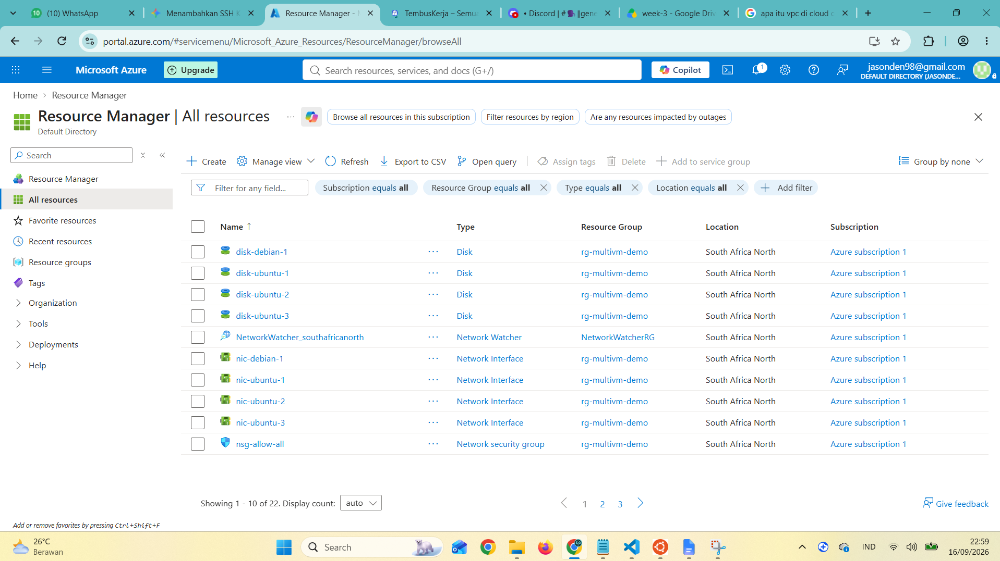 (10) WhatsApp
Menambahkan SSH K
Resource Manager - M
TembusKerja – Semua
• Discord | # 🗣️║gene
week-3 - Google Driv
apa itu vpc di cloud c
portal.azure.com/#servicemenu/Microsoft_Azure_Resources/ResourceManager/browseAll
Microsoft Azure
Upgrade
Search resources, services, and docs (G+/)
Copilot
1
jasonden98@gmail.com
DEFAULT DIRECTORY (JASONDE...
Home > Resource Manager
Resource Manager | All resources
...
Browse all resources in this subscription
Filter resources by region
Are any resources impacted by outages
Default Directory
Search
Resource Manager
All resources
Favorite resources
Recent resources
Resource groups
Tags
Organization
Tools
Deployments
Help
Add or remove favorites by pressing Ctrl+Shift+F
Create
Manage view
Refresh
Export to CSV
Open query
Assign tags
Delete
Add to service group
Group by none
Filter for any field...
Subscription equals all
Resource Group equals all
Type equals all
Location equals all
Add filter
Name ↑ Type Resource Group Location Subscription
disk-debian-1 ... Disk rg-multivm-demo South Africa North Azure subscription 1
disk-ubuntu-1 ... Disk rg-multivm-demo South Africa North Azure subscription 1
disk-ubuntu-2 ... Disk rg-multivm-demo South Africa North Azure subscription 1
disk-ubuntu-3 ... Disk rg-multivm-demo South Africa North Azure subscription 1
NetworkWatcher_southafricanorth ... Network Watcher NetworkWatcherRG South Africa North Azure subscription 1
nic-debian-1 ... Network Interface rg-multivm-demo South Africa North Azure subscription 1
nic-ubuntu-1 ... Network Interface rg-multivm-demo South Africa North Azure subscription 1
nic-ubuntu-2 ... Network Interface rg-multivm-demo South Africa North Azure subscription 1
nic-ubuntu-3 ... Network Interface rg-multivm-demo South Africa North Azure subscription 1
nsg-allow-all ... Network security group rg-multivm-demo South Africa North Azure subscription 1
Showing 1 - 10 of 22. Display count: auto
1 2 3
Give feedback
26°C
Berawan
Search
IND
22:59
16/09/2026